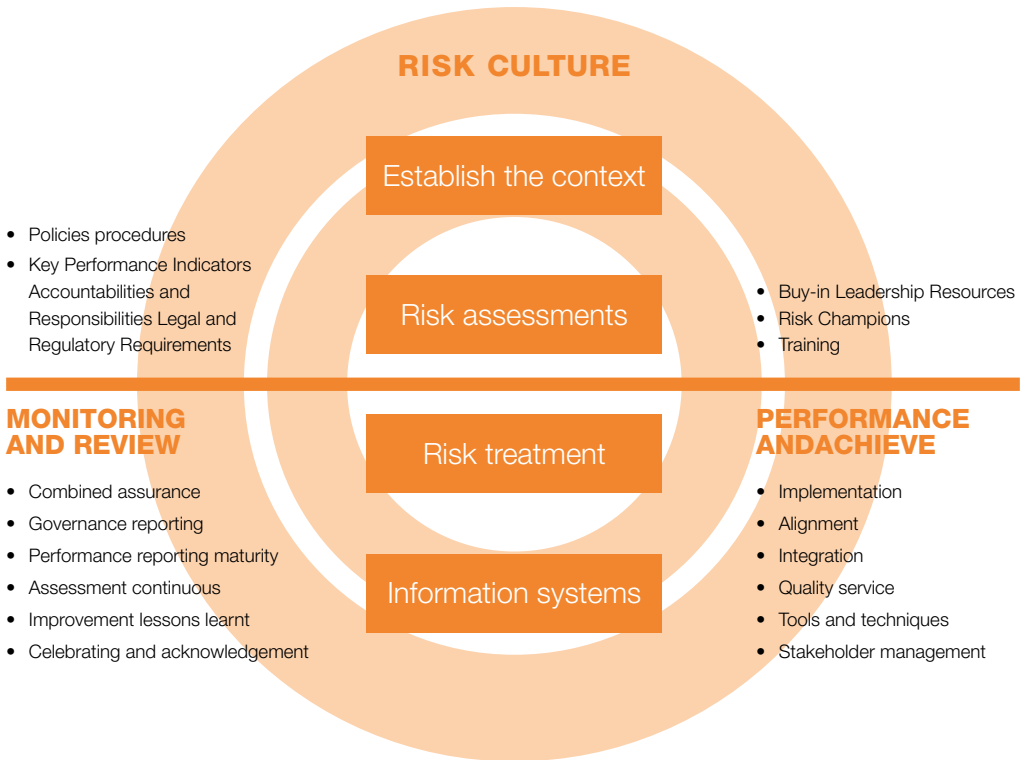 RISK CULTURE
Establish the context
Risk assessments
Risk treatment
Information systems
• Policies procedures
• Key Performance Indicators
Accountabilities and
Responsibilities Legal and
Regulatory Requirements
• Buy-in Leadership Resources
• Risk Champions
• Training
MONITORING
AND REVIEW
• Combined assurance
• Governance reporting
• Performance reporting maturity
• Assessment continuous
• Improvement lessons learnt
• Celebrating and acknowledgement
PERFORMANCE
ANDACHIEVE
• Implementation
• Alignment
• Integration
• Quality service
• Tools and techniques
• Stakeholder management